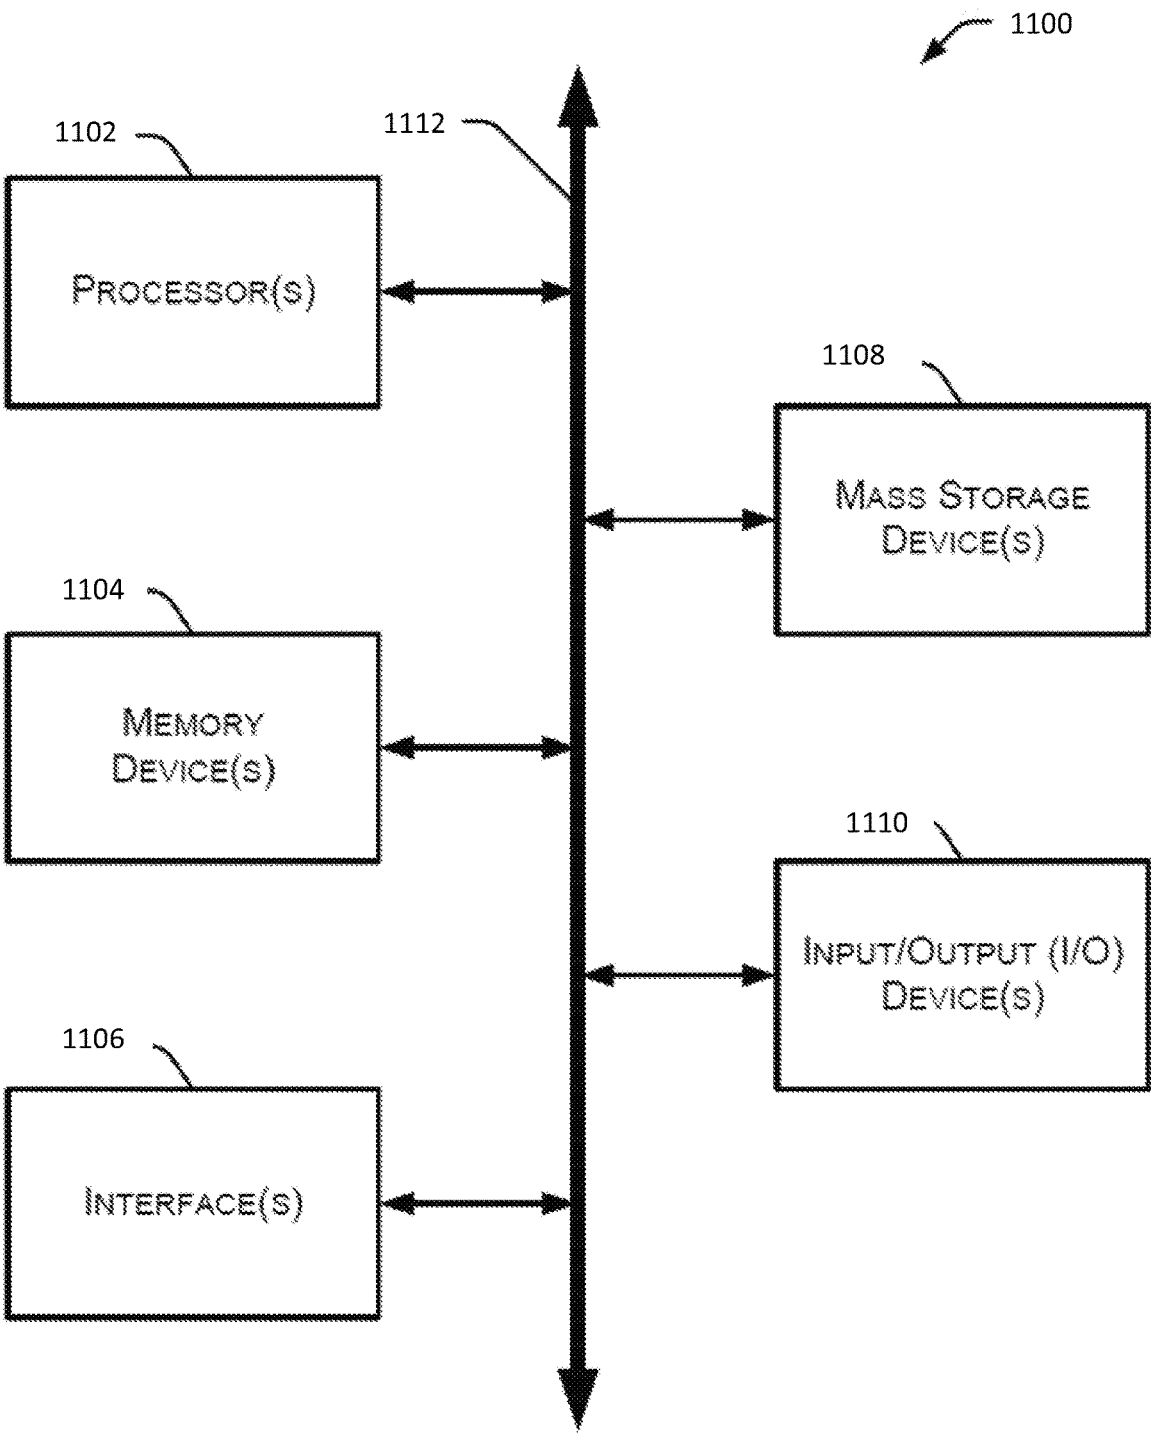 1100
1102
1112
PROCESSOR(S)
1108
MASS STORAGE
DEVICE(S)
1104
MEMORY
DEVICE(S)
1110
INPUT/OUTPUT (I/O)
DEVICE(S)
1106
INTERFACE(S)